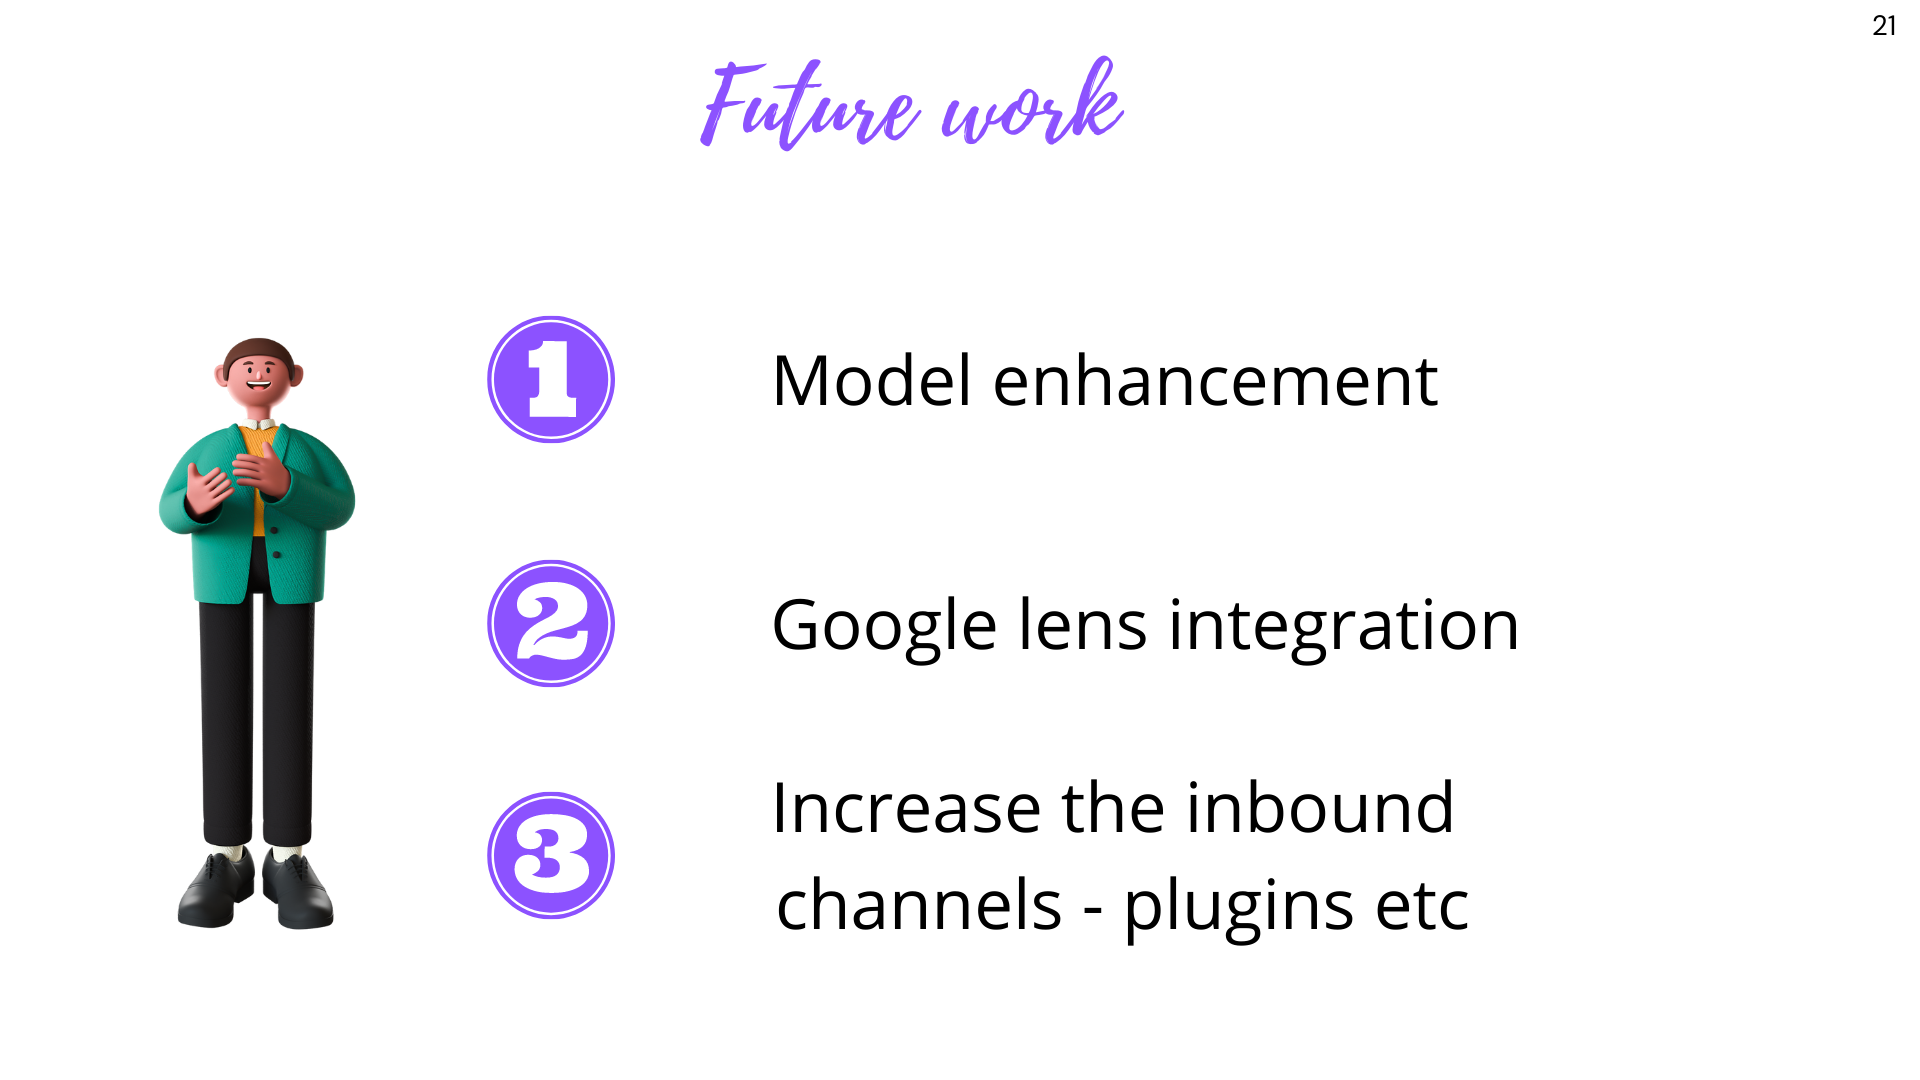 21
Future work
1
Model enhancement
2
Google lens integration
3
Increase the inbound
channels - plugins etc